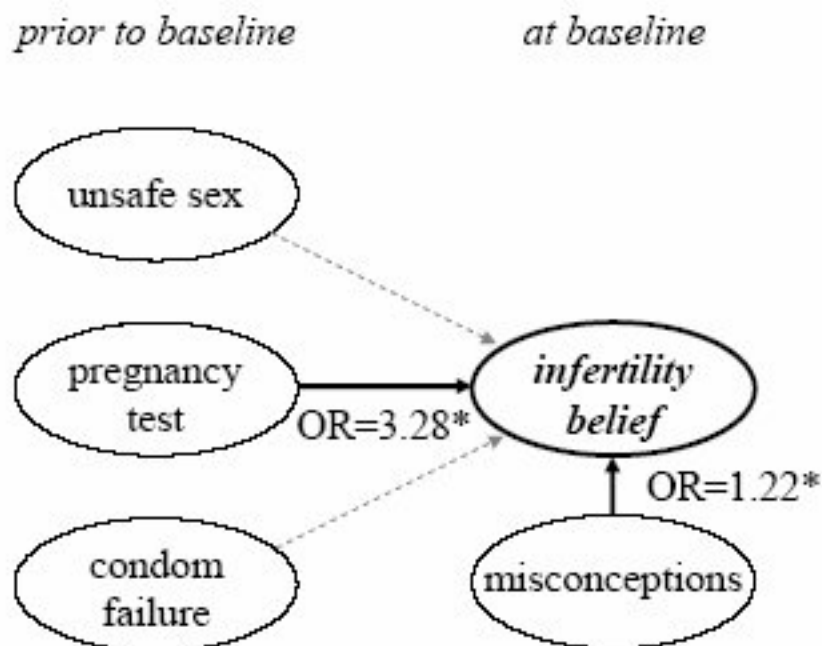 prior to baseline
at baseline
unsafe sex
pregnancy
test
OR=3.28*
infertility
belief
OR=1.22*
condom
failure
misconceptions